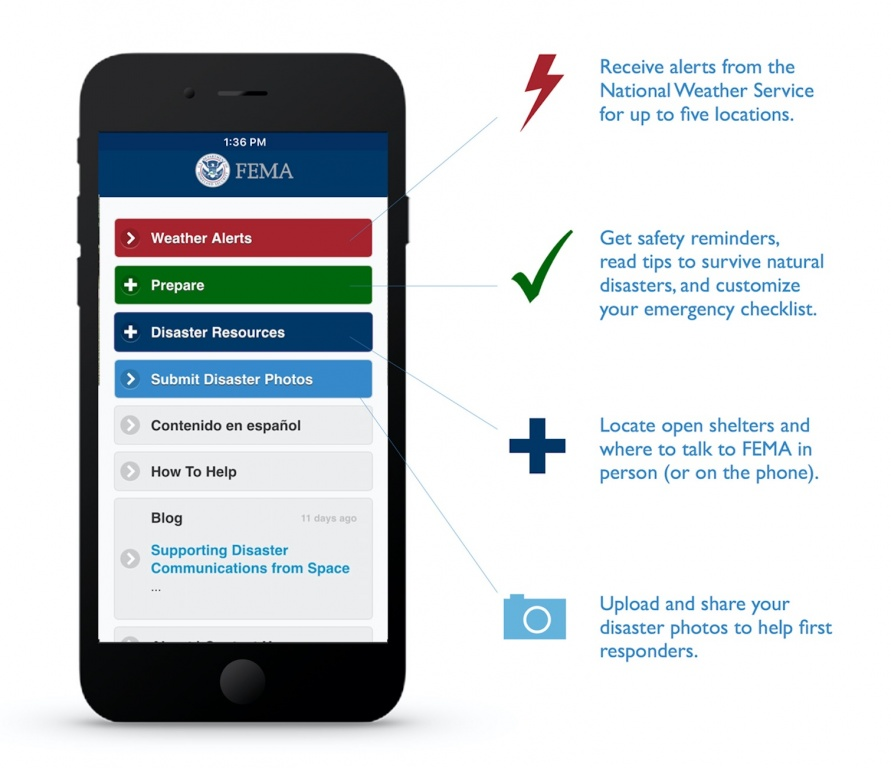 1:36 PM
FEMA
Weather Alerts
Prepare
Disaster Resources
Submit Disaster Photos
Contenido en español
How To Help
Blog
11 days ago
Supporting Disaster
Communications from Space
...
Receive alerts from the
National Weather Service
for up to five locations.
Get safety reminders,
read tips to survive natural
disasters, and customize
your emergency checklist.
Locate open shelters and
where to talk to FEMA in
person (or on the phone).
Upload and share your
disaster photos to help first
responders.